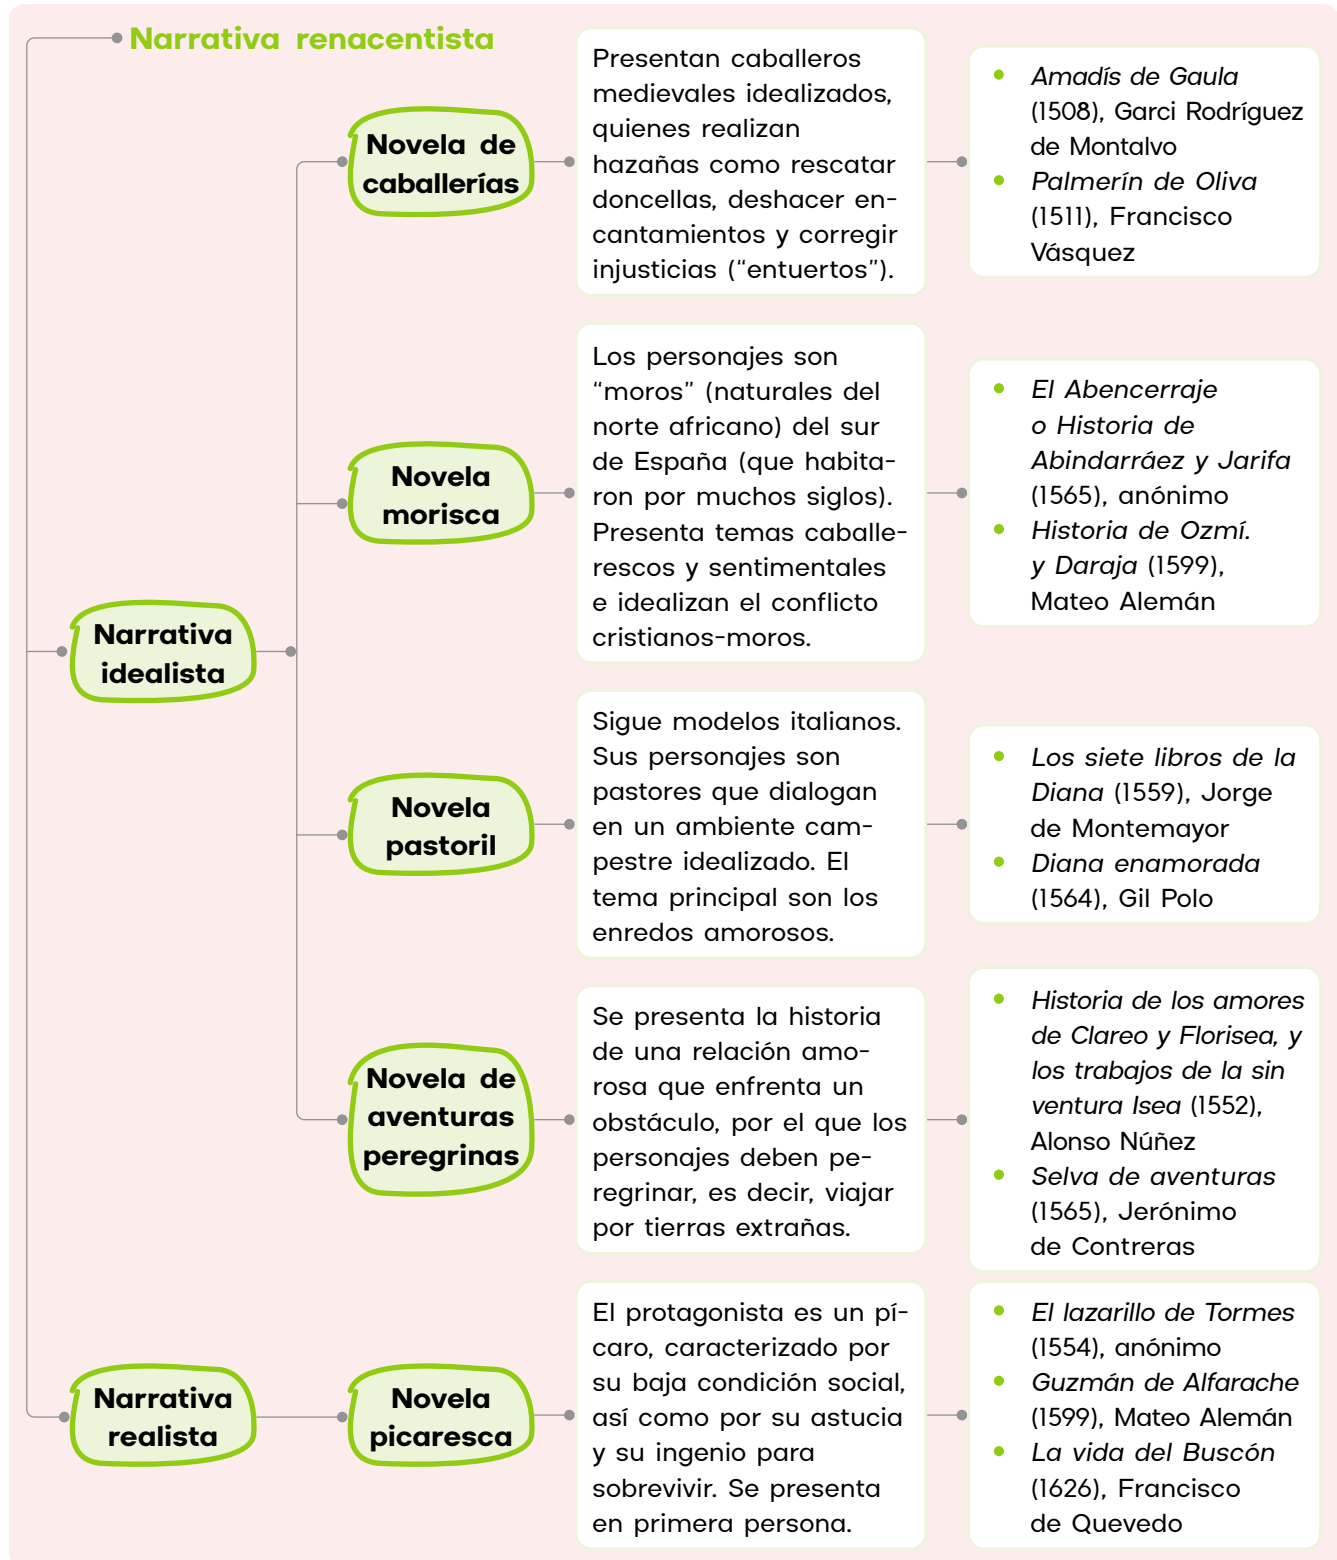 Narrativa renacentista
Narrativa
idealista
Novela de
caballerías
Presentan caballeros
medievales idealizados,
quienes realizan
hazañas como rescatar
doncellas, deshacer en-
cantamientos y corregir
injusticias (“entuertos”).
• Amadís de Gaula
(1508), Garci Rodríguez
de Montalvo
• Palmerín de Oliva
(1511), Francisco
Vásquez
Novela
morisca
Los personajes son
“moros” (naturales del
norte africano) del sur
de España (que habita-
ron por muchos siglos).
Presenta temas caballe-
rescos y sentimentales
e idealizan el conflicto
cristianos-moros.
• El Abencerraje
o Historia de
Abindarráez y Jarifa
(1565), anónimo
• Historia de Ozmí.
y Daraja (1599),
Mateo Alemán
Novela
pastoril
Sigue modelos italianos.
Sus personajes son
pastores que dialogan
en un ambiente cam-
pestre idealizado. El
tema principal son los
enredos amorosos.
• Los siete libros de la
Diana (1559), Jorge
de Montemayor
• Diana enamorada
(1564), Gil Polo
Novela de
aventuras
peregrinas
Se presenta la historia
de una relación amo-
rosa que enfrenta un
obstáculo, por el que los
personajes deben pe-
regrinar, es decir, viajar
por tierras extrañas.
• Historia de los amores
de Clareo y Florisea, y
los trabajos de la sin
ventura Isea (1552),
Alonso Núñez
• Selva de aventuras
(1565), Jerónimo
de Contreras
Narrativa
realista
Novela
picaresca
El protagonista es un pí-
caro, caracterizado por
su baja condición social,
así como por su astucia
y su ingenio para
sobrevivir. Se presenta
en primera persona.
• El lazarillo de Tormes
(1554), anónimo
• Guzmán de Alfarache
(1599), Mateo Alemán
• La vida del Buscón
(1626), Francisco
de Quevedo